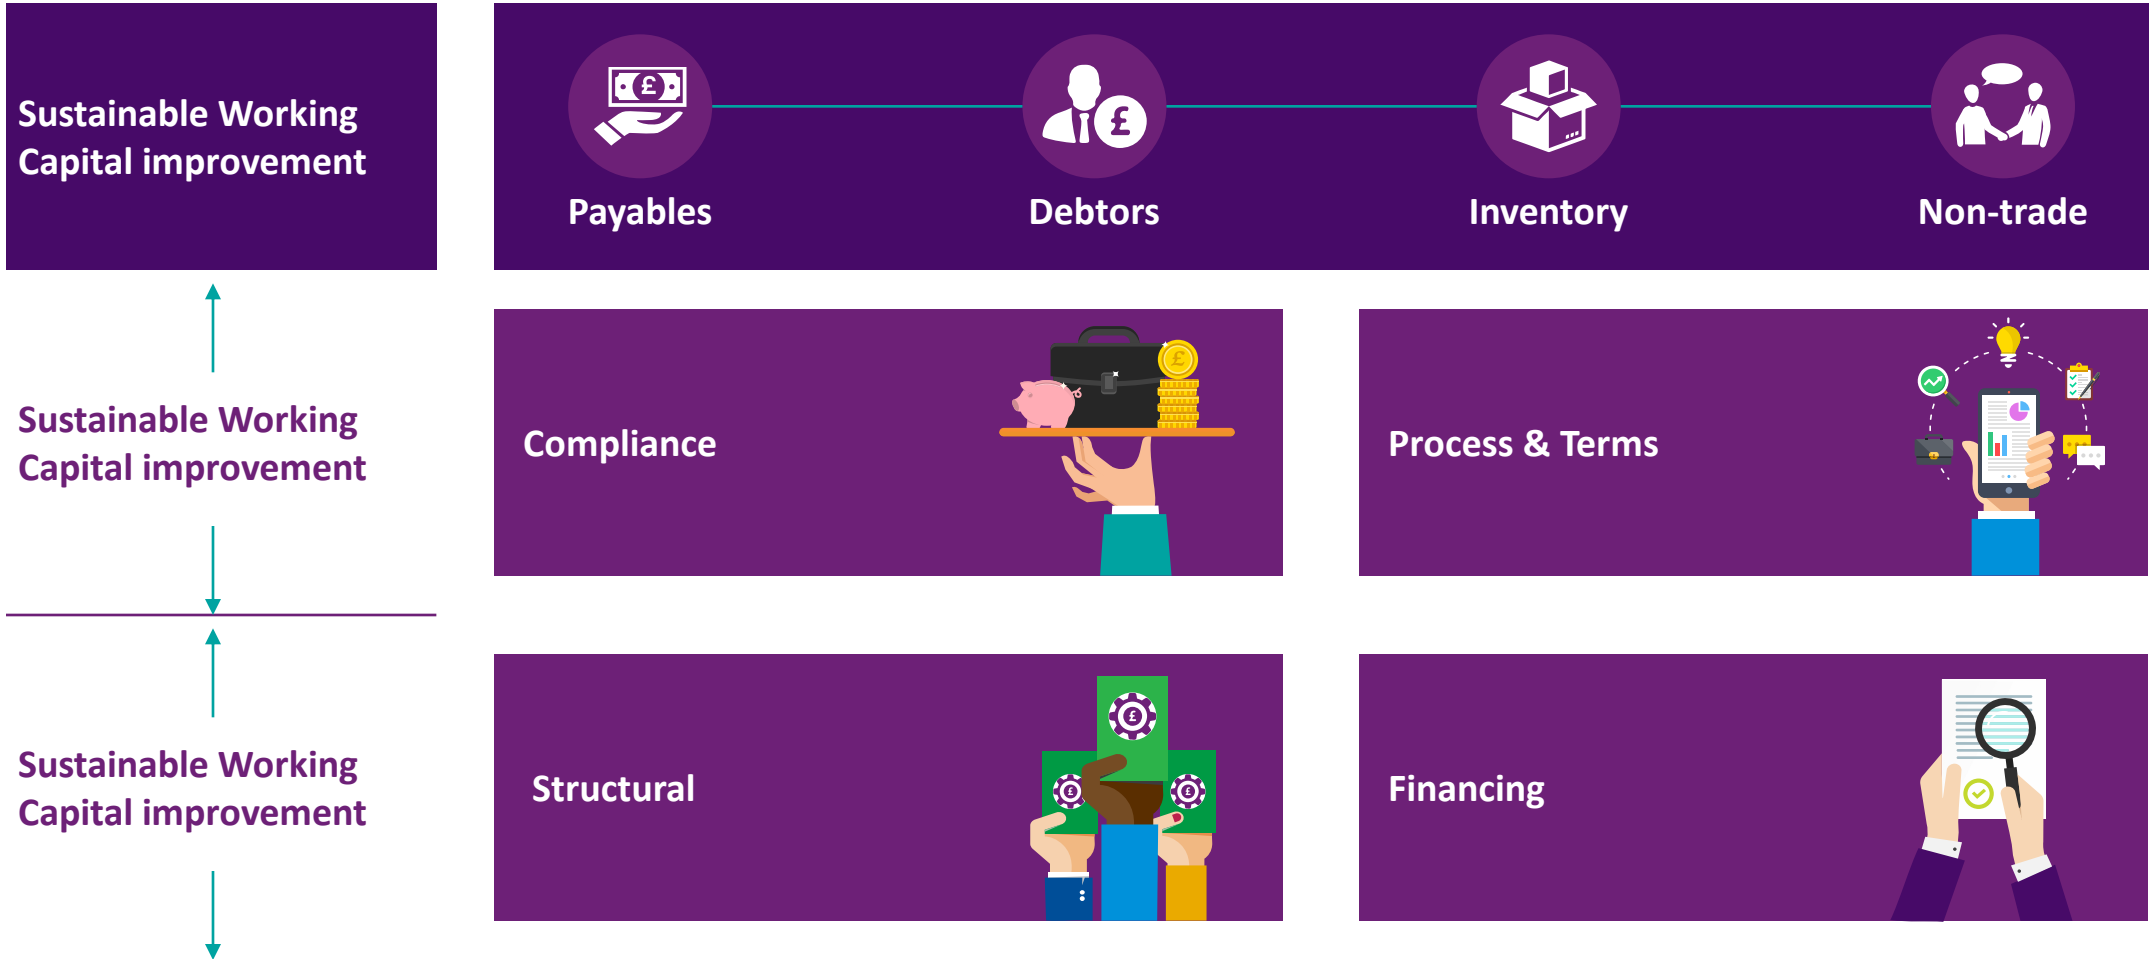 Sustainable Working
Capital improvement
£
£
Payables
Debtors
Inventory
Non-trade
Sustainable Working
Capital improvement
Compliance
£
Process & Terms
Sustainable Working
Capital improvement
Structural
£
£
£
Financing